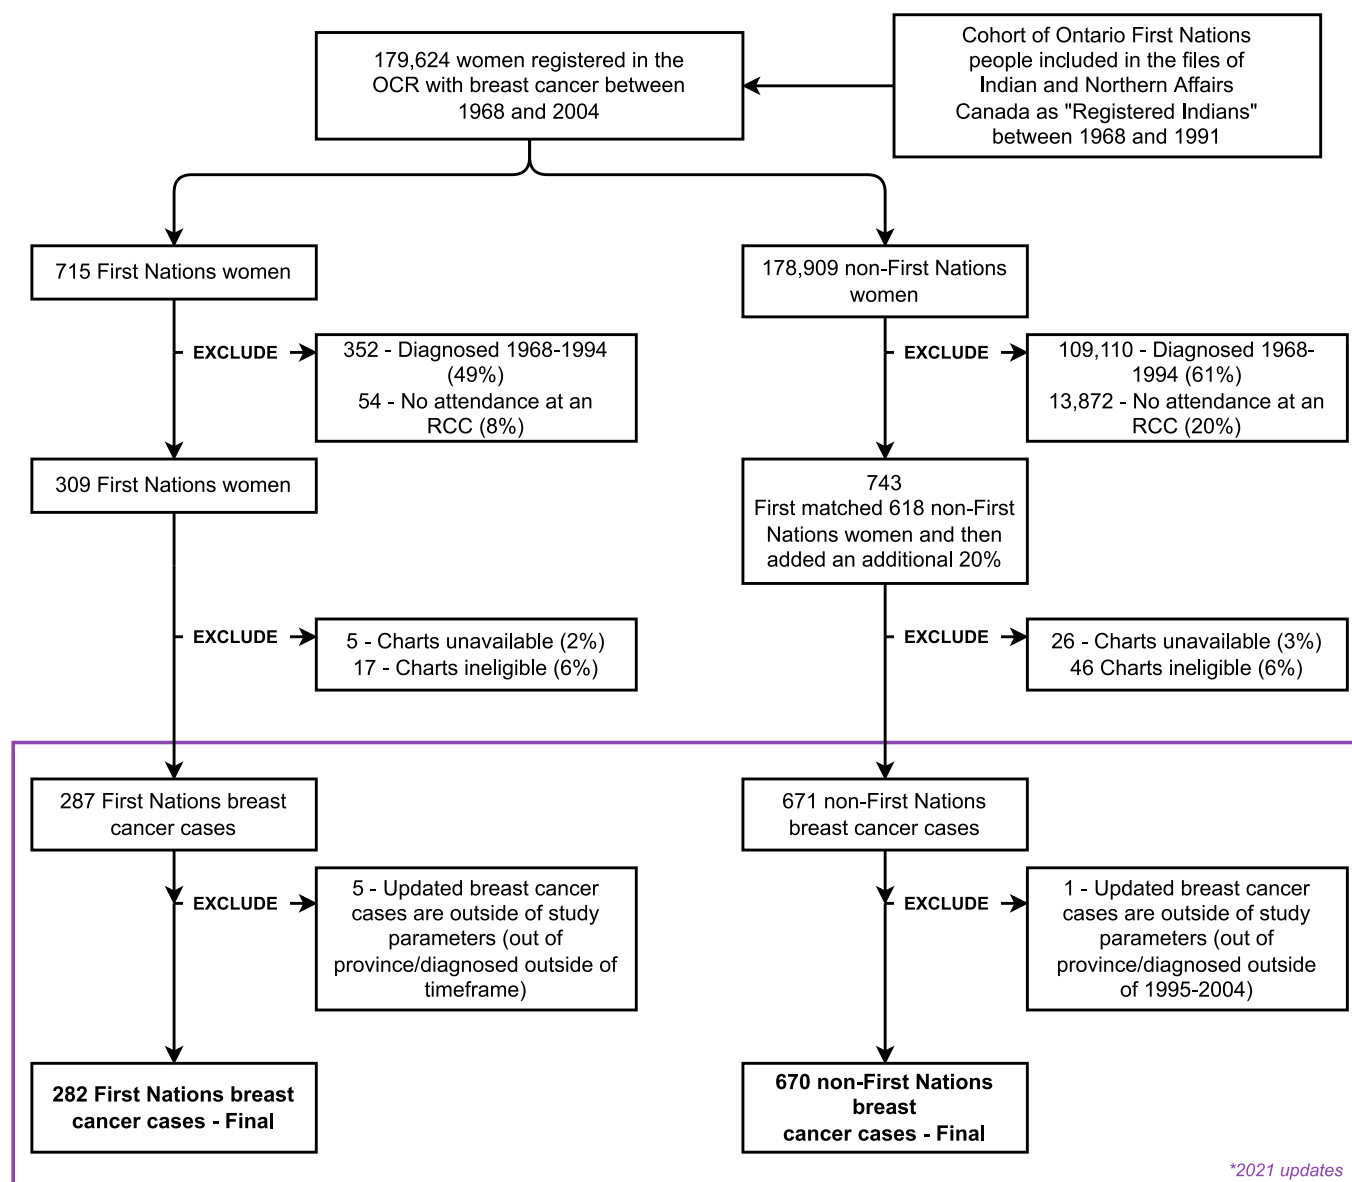 179,624 women registered in the
OCR with breast cancer between
1968 and 2004
Cohort of Ontario First Nations
people included in the files of
Indian and Northern Affairs
Canada as "Registered Indians"
between 1968 and 1991
715 First Nations women
178,909 non-First Nations
women
EXCLUDE
352 - Diagnosed 1968-1994
(49%)
54 - No attendance at an
RCC (8%)
EXCLUDE
109,110 - Diagnosed 1968-
1994 (61%)
13,872 - No attendance at an
RCC (20%)
309 First Nations women
743
First matched 618 non-First
Nations women and then
added an additional 20%
EXCLUDE
5 - Charts unavailable (2%)
17 - Charts ineligible (6%)
EXCLUDE
26 - Charts unavailable (3%)
46 Charts ineligible (6%)
287 First Nations breast
cancer cases
671 non-First Nations
breast cancer cases
EXCLUDE
5 - Updated breast cancer
cases are outside of study
parameters (out of
province/diagnosed outside of
timeframe)
EXCLUDE
1 - Updated breast cancer
cases are outside of study
parameters (out of
province/diagnosed outside
of 1995-2004)
282 First Nations breast
cancer cases - Final
670 non-First Nations
breast
cancer cases - Final
*2021 updates